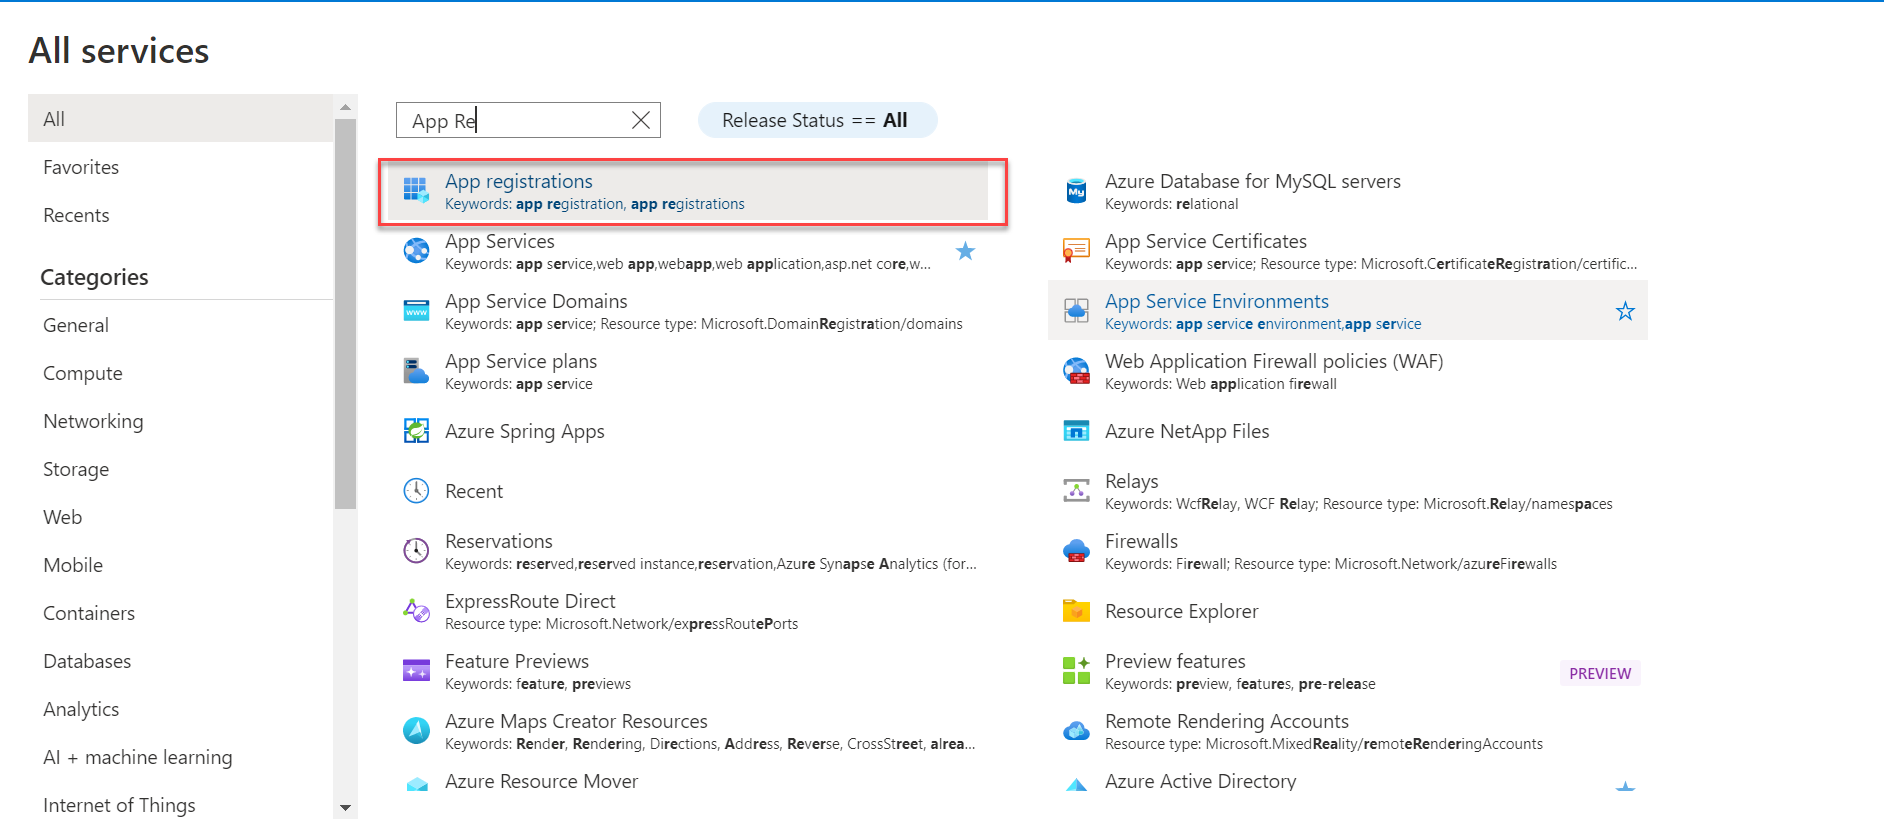 All services
All
Favorites
Recents
Categories
General
Compute
Networking
Storage
Web
Mobile
Containers
Databases
Analytics
AI + machine learning
Internet of Things
App Re
Release Status == All
App registrations
Keywords: app registration, app registrations
App Services
Keywords: app service,web app,webapp,web application,asp.net core,w...
App Service Domains
Keywords: app service; Resource type: Microsoft.DomainRegistration/domains
App Service plans
Keywords: app service
Azure Spring Apps
Recent
Reservations
Keywords: reserved,reserved instance,reservation,Azure Synapse Analytics (for...
ExpressRoute Direct
Resource type: Microsoft.Network/expressRoutePorts
Feature Previews
Keywords: feature, previews
Azure Maps Creator Resources
Keywords: Render, Rendering, Directions, Address, Reverse, CrossStreet, alrea...
Azure Resource Mover
Azure Database for MySQL servers
Keywords: relational
App Service Certificates
Keywords: app service; Resource type: Microsoft.CertificateRegistration/certific...
App Service Environments
Keywords: app service environment,app service
Web Application Firewall policies (WAF)
Keywords: Web application firewall
Azure NetApp Files
Relays
Keywords: WcfRelay, WCF Relay; Resource type: Microsoft.Relay/namespaces
Firewalls
Keywords: Firewall; Resource type: Microsoft.Network/azureFirewalls
Resource Explorer
Preview features
Keywords: preview, features, pre-release
PREVIEW
Remote Rendering Accounts
Resource type: Microsoft.MixedReality/remoteRenderingAccounts
Azure Active Directory